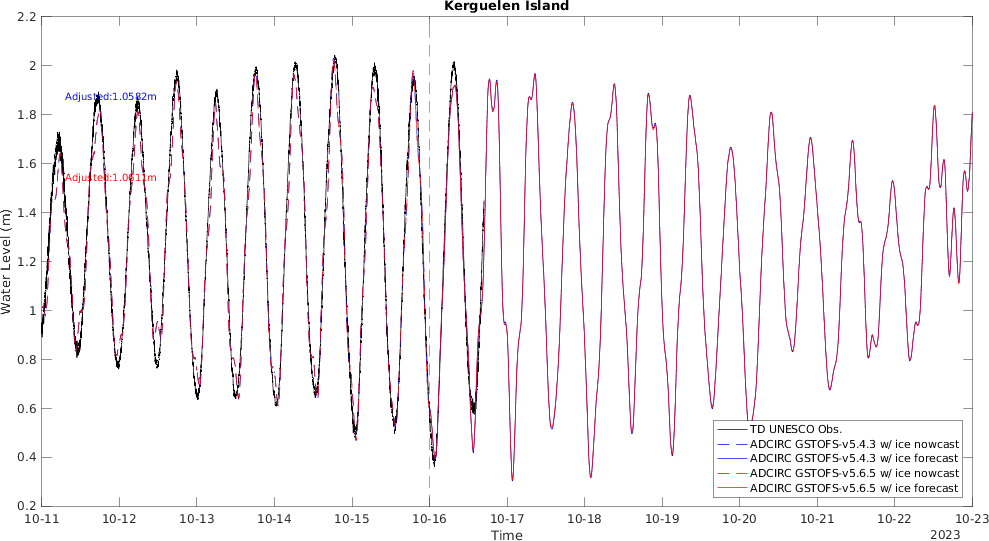 Kerguelen Island
2.2
2
1.8
1.6
1.4
1.2
1
0.8
0.6
0.4
0.2
Water Level (m)
Adjusted:1.0582m
Adjusted:1.0611m
TD UNESCO Obs.
ADCIRC GSTOFS-v5.4.3 w/ ice nowcast
ADCIRC GSTOFS-v5.4.3 w/ ice forecast
ADCIRC GSTOFS-v5.6.5 w/ ice nowcast
ADCIRC GSTOFS-v5.6.5 w/ ice forecast
10-11 10-12 10-13 10-14 10-15 10-16 10-17 10-18 10-19 10-20 10-21 10-22 10-23
Time
2023